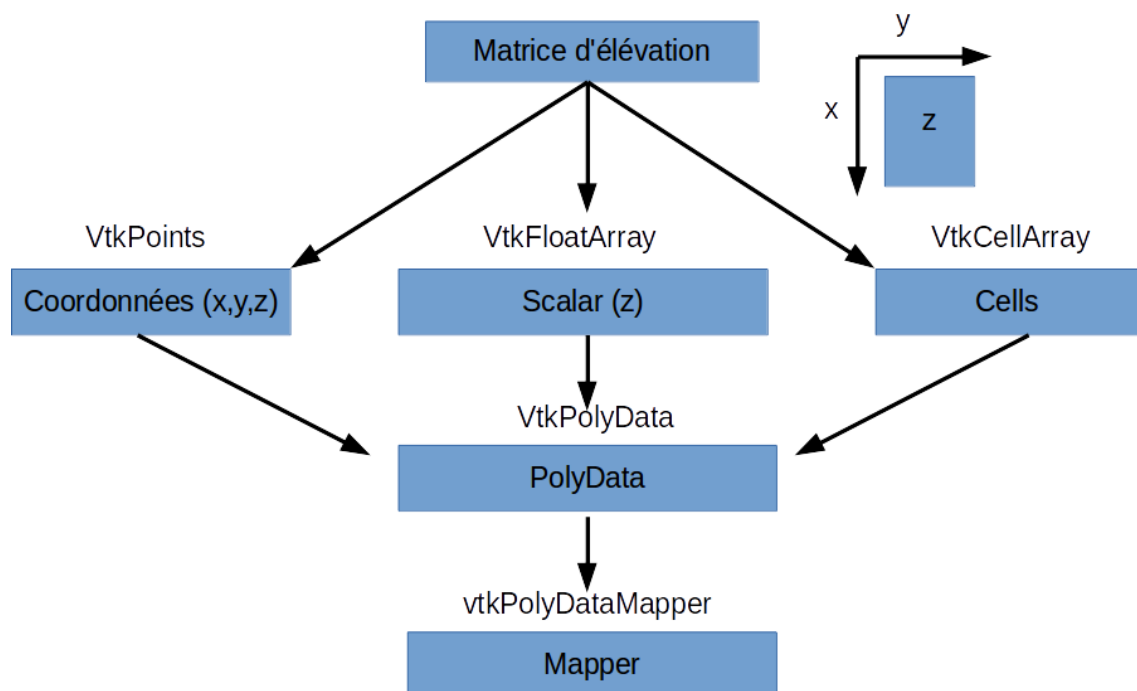 Matrice d'élévation
y
x
z
VtkPoints
VtkFloatArray
VtkCellArray
Coordonnées (x,y,z)
Scalar (z)
Cells
VtkPolyData
PolyData
vtkPolyDataMapper
Mapper